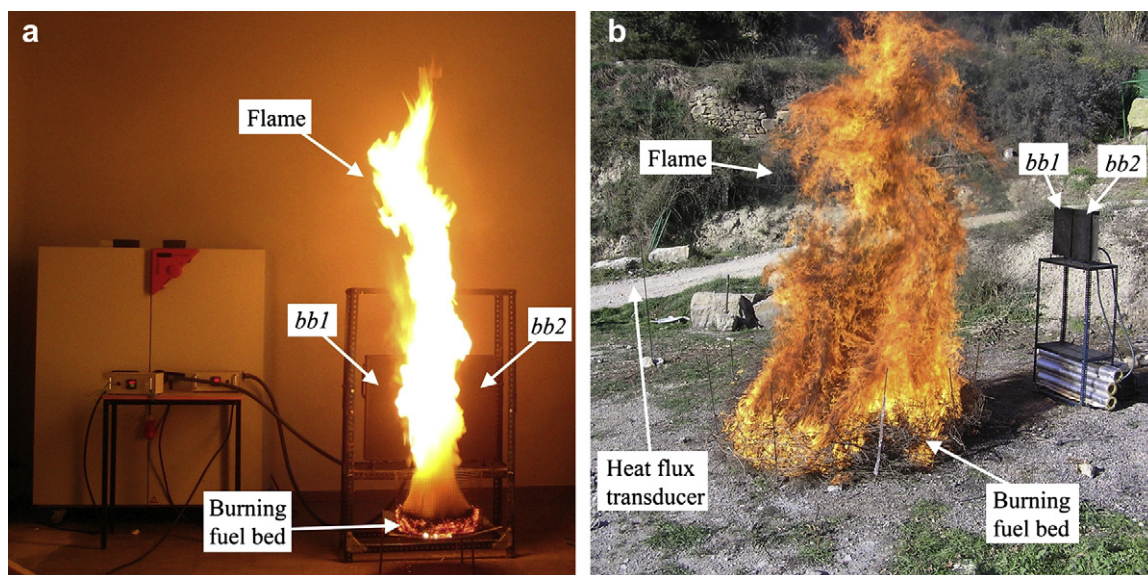 a
Flame
bb1
bb2
Burning
fuel bed
b
Flame
bb1
bb2
Heat flux
transducer
Burning
fuel bed